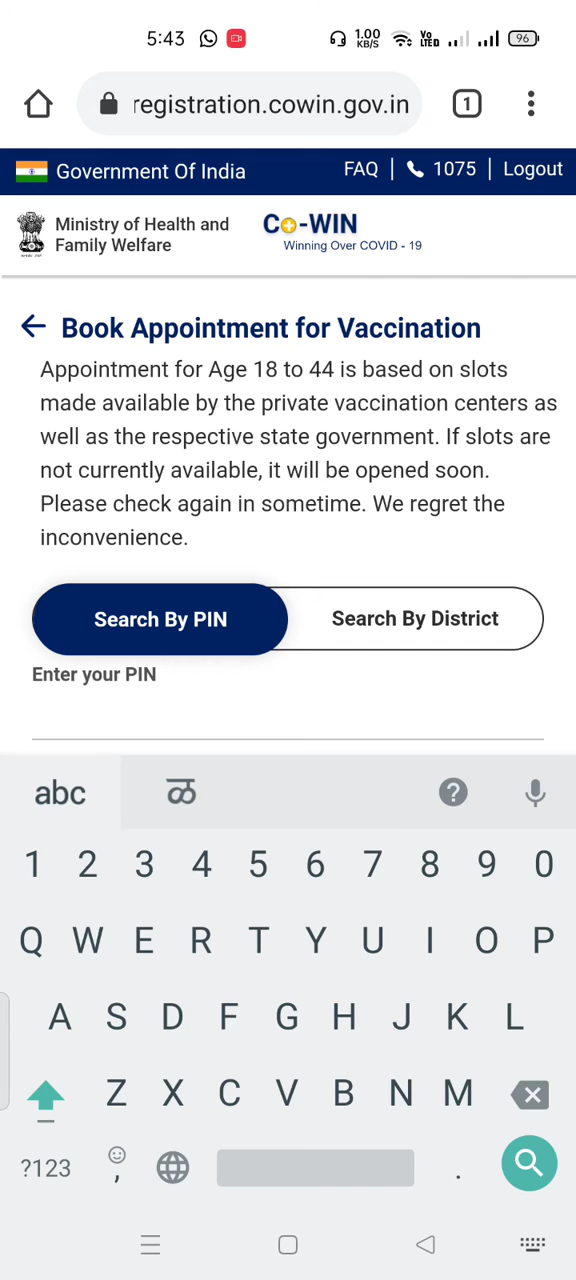 5:43 1.00 KB/S Vo LTED 96
registration.cowin.gov.in 1
Government Of India FAQ | 1075 | Logout
Ministry of Health and
Family Welfare
Co-WIN
Winning Over COVID - 19
Book Appointment for Vaccination
Appointment for Age 18 to 44 is based on slots
made available by the private vaccination centers as
well as the respective state government. If slots are
not currently available, it will be opened soon.
Please check again in sometime. We regret the
inconvenience.
Search By PIN Search By District
Enter your PIN
abc ळ ?
1 2 3 4 5 6 7 8 9 0
Q W E R T Y U I O P
A S D F G H J K L
Z X C V B N M
?123 , .